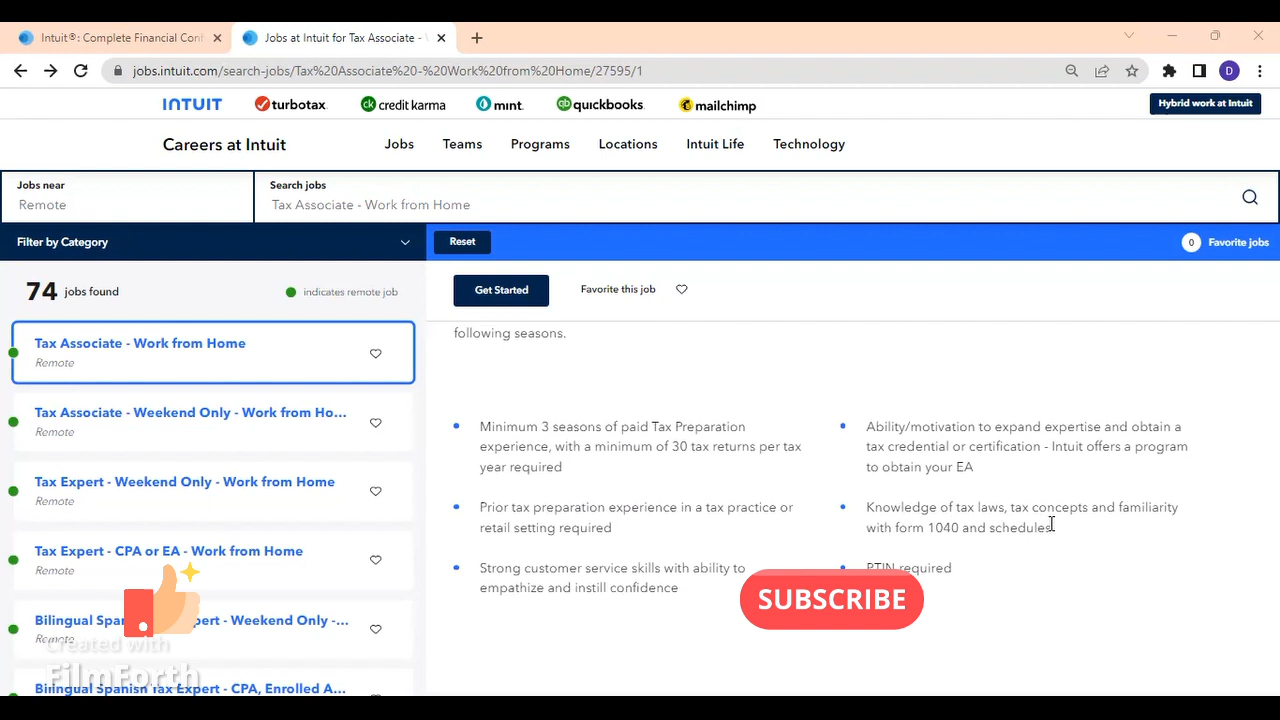 Intuit®: Complete Financial Conf
Jobs at Intuit for Tax Associate -
jobs.intuit.com/search-jobs/Tax%20Associate%20-%20Work%20from%20Home/27595/1
D
INTUIT
turbotax
ck credit karma
mint
qb quickbooks
mailchimp
Hybrid work at Intuit
Careers at Intuit
Jobs
Teams
Programs
Locations
Intuit Life
Technology
Jobs near
Remote
Search jobs
Tax Associate - Work from Home
Filter by Category
Reset
0 Favorite jobs
74 jobs found
indicates remote job
Tax Associate - Work from Home
Remote
Tax Associate - Weekend Only - Work from Ho...
Remote
Tax Expert - Weekend Only - Work from Home
Remote
Tax Expert - CPA or EA - Work from Home
Remote
Bilingual Spa pert - Weekend Only -...
Remote
Bilingual Spanish Tax Expert - CPA, Enrolled A...
Get Started
Favorite this job
following seasons.
Minimum 3 seasons of paid Tax Preparation
experience, with a minimum of 30 tax returns per tax
year required
Prior tax preparation experience in a tax practice or
retail setting required
Strong customer service skills with ability to
empathize and instill confidence
Ability/motivation to expand expertise and obtain a
tax credential or certification - Intuit offers a program
to obtain your EA
Knowledge of tax laws, tax concepts and familiarity
with form 1040 and schedules
PTIN required
SUBSCRIBE
Created with
FilmForth